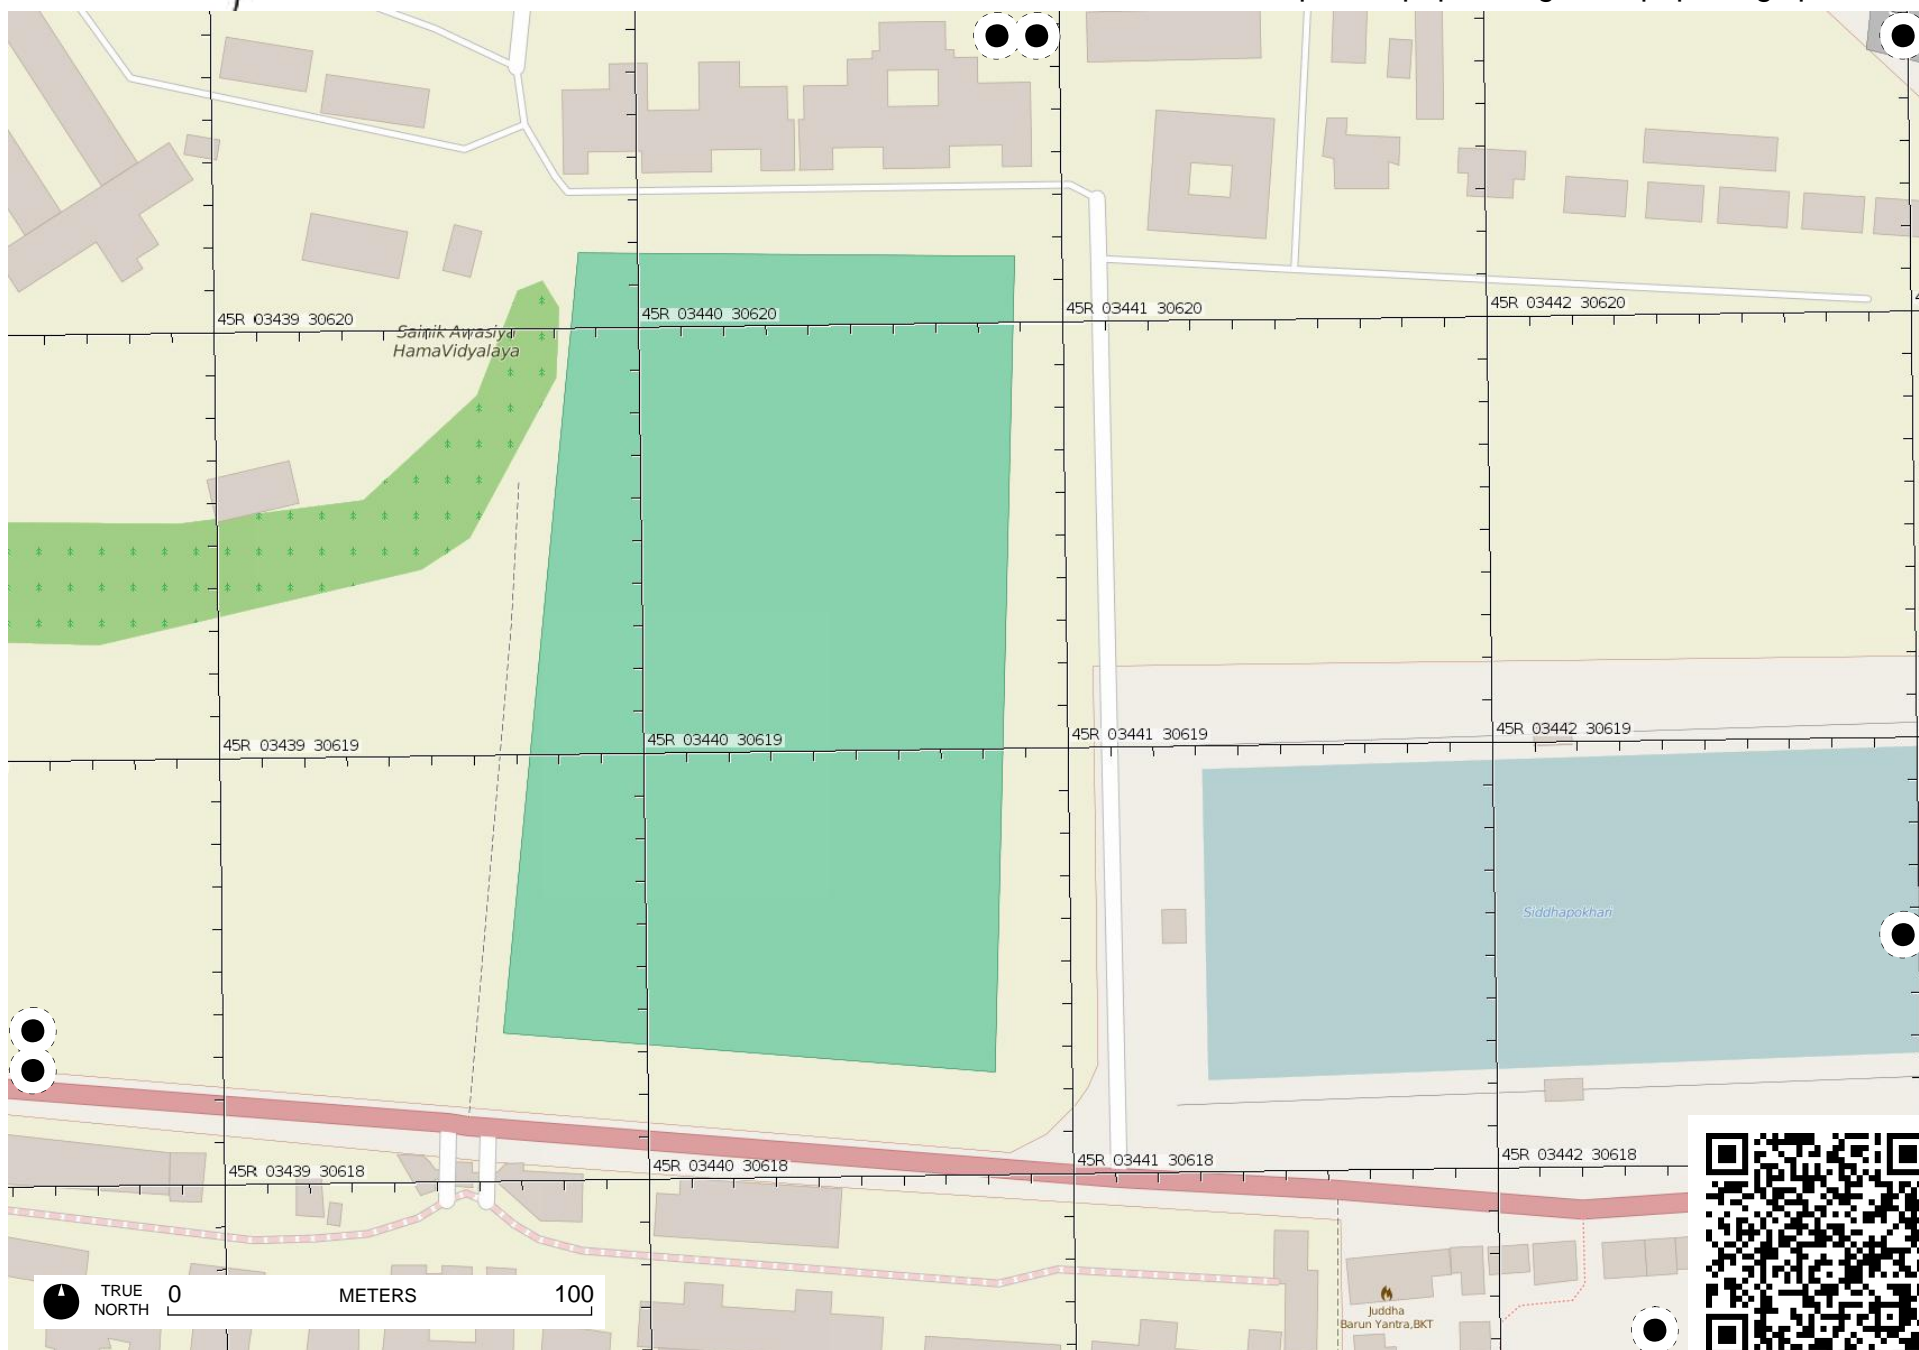 45R 03439 30620
45R 03440 30620
45R 03441 30620
45R 03442 30620
Sainik Awasiya
HamaVidyalaya
45R 03439 30619
45R 03440 30619
45R 03441 30619
45R 03442 30619
Siddhapokhari
45R 03439 30618
45R 03440 30618
45R 03441 30618
45R 03442 30618
TRUE
NORTH
0 METERS 100
Juddha
Barun Yantra,BKT